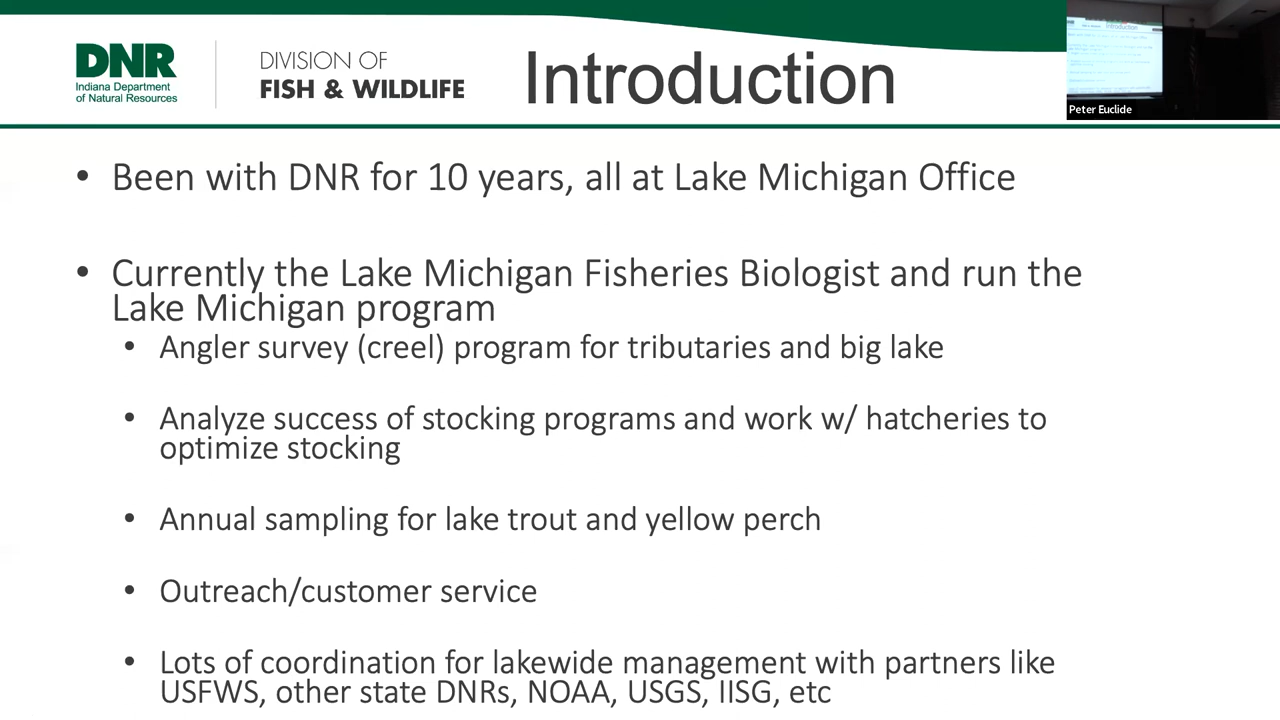 DNR
Indiana Department
of Natural Resources
DIVISION OF
FISH & WILDLIFE
Introduction
Introduction
Peter Euclide
• Been with DNR for 10 years, all at Lake Michigan Office
• Currently the Lake Michigan Fisheries Biologist and run the
Lake Michigan program
• Angler survey (creel) program for tributaries and big lake
• Analyze success of stocking programs and work w/ hatcheries to
optimize stocking
• Annual sampling for lake trout and yellow perch
• Outreach/customer service
• Lots of coordination for lakewide management with partners like
USFWS, other state DNRs, NOAA, USGS, IISG, etc